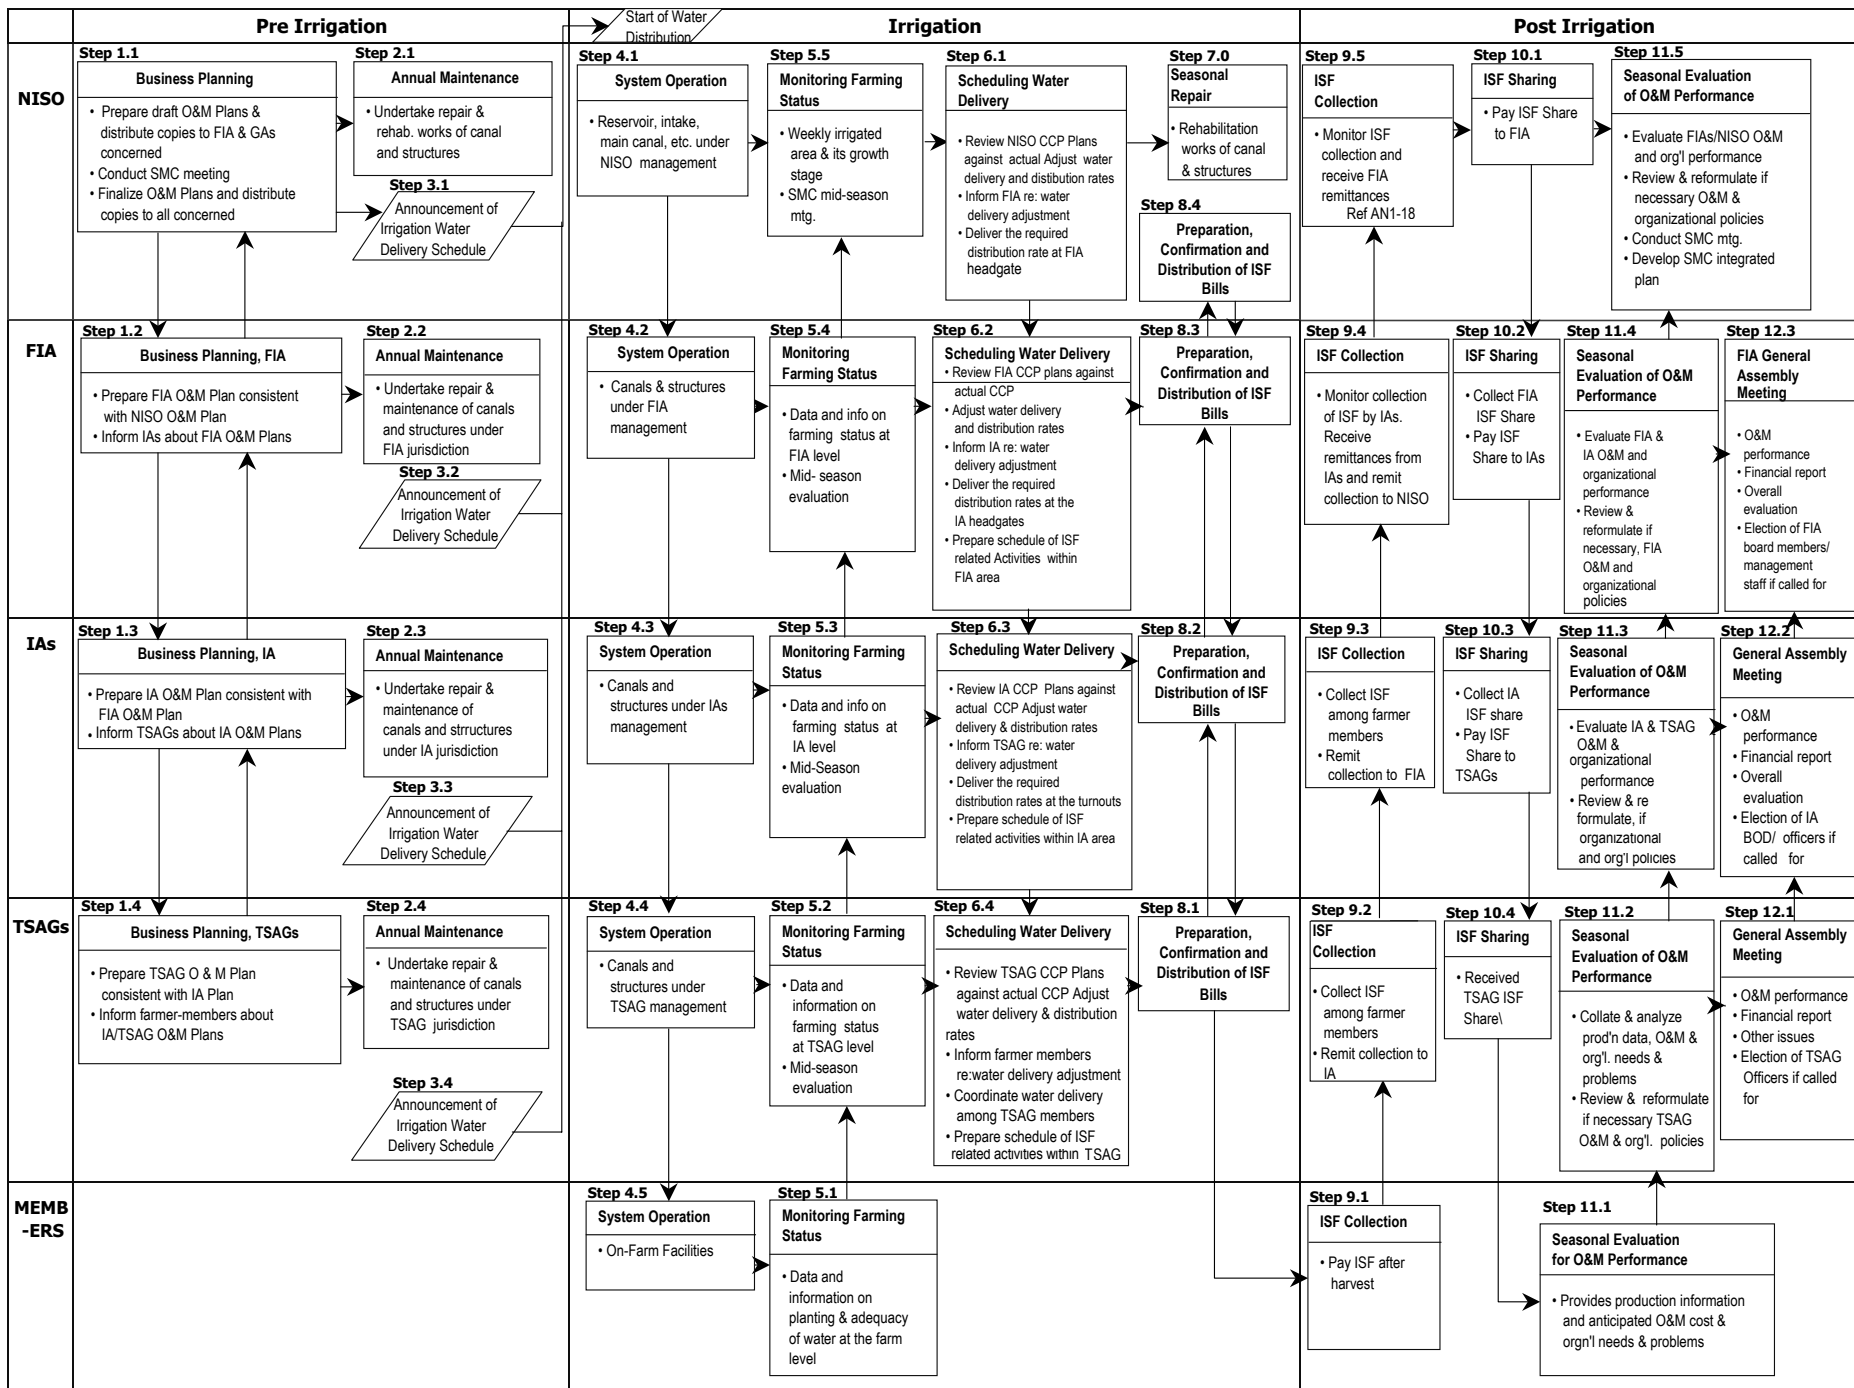 Pre Irrigation
Start of Water
Distribution
Irrigation
Post Irrigation
NISO
Step 1.1
Business Planning
• Prepare draft O&M Plans &
distribute copies to FIA & GAs
concerned
• Conduct SMC meeting
• Finalize O&M Plans and distribute
copies to all concerned
Step 2.1
Annual Maintenance
• Undertake repair &
rehab. works of canal
and structures
Step 3.1
Announcement of
Irrigation Water
Delivery Schedule
Step 4.1
System Operation
• Reservoir, intake,
main canal, etc. under
NISO management
Step 5.5
Monitoring Farming
Status
• Weekly irrigated
area & its growth
stage
• SMC mid-season
mtg.
Step 6.1
Scheduling Water
Delivery
• Review NISO CCP Plans
against actual Adjust water
delivery and distibution rates
• Inform FIA re: water
delivery adjustment
• Deliver the required
distribution rate at FIA
headgate
Step 7.0
Seasonal
Repair
• Rehabilitation
works of canal
& structures
Step 8.4
Preparation,
Confirmation and
Distribution of ISF
Bills
Step 9.5
ISF
Collection
• Monitor ISF
collection and
receive FIA
remittances
Ref AN1-18
Step 10.1
ISF Sharing
• Pay ISF Share
to FIA
Step 11.5
Seasonal Evaluation
of O&M Performance
• Evaluate FIAs/NISO O&M
and org'l performance
• Review & reformulate if
necessary O&M &
organizational policies
• Conduct SMC mtg.
• Develop SMC integrated
plan
FIA
Step 1.2
Business Planning, FIA
• Prepare FIA O&M Plan consistent
with NISO O&M Plan
• Inform IAs about FIA O&M Plans
Step 2.2
Annual Maintenance
• Undertake repair &
maintenance of canals
and structures under
FIA jurisdiction
Step 3.2
Announcement of
Irrigation Water
Delivery Schedule
Step 4.2
System Operation
• Canals & structures
under FIA
management
Step 5.4
Monitoring
Farming Status
• Data and info on
farming status at
FIA level
• Mid- season
evaluation
Step 6.2
Scheduling Water Delivery
• Review FIA CCP plans against
actual CCP
• Adjust water delivery
and distribution rates
• Inform IA re: water
delivery adjustment
• Deliver the required
distribution rates at the
IA headgates
• Prepare schedule of ISF
related Activities within
FIA area
Step 8.3
Preparation,
Confirmation and
Distribution of ISF
Bills
Step 9.4
ISF Collection
• Monitor collection
of ISF by IAs.
Receive
remittances from
IAs and remit
collection to NISO
Step 10.2
ISF Sharing
• Collect FIA
ISF Share
• Pay ISF
Share to IAs
Step 11.4
Seasonal
Evaluation of O&M
Performance
• Evaluate FIA &
IA O&M and
organizational
performance
• Review &
reformulate if
necessary, FIA
O&M and
organizational
policies
Step 12.3
FIA General
Assembly
Meeting
• O&M
performance
• Financial report
• Overall
evaluation
• Election of FIA
board members/
management
staff if called for
IAs
Step 1.3
Business Planning, IA
• Prepare IA O&M Plan consistent with
FIA O&M Plan
• Inform TSAGs about IA O&M Plans
Step 2.3
Annual Maintenance
• Undertake repair &
maintenance of
canals and structures
under IA jurisdiction
Step 3.3
Announcement of
Irrigation Water
Delivery Schedule
Step 4.3
System Operation
• Canals and
structures under IAs
management
Step 5.3
Monitoring Farming
Status
• Data and info on
farming status at
IA level
• Mid-Season
evaluation
Step 6.3
Scheduling Water Delivery
• Review IA CCP Plans against
actual CCP Adjust water
delivery & distribution rates
• Inform TSAG re: water
delivery adjustment
• Deliver the required
distribution rates at the turnouts
• Prepare schedule of ISF
related activities within IA area
Step 8.2
Preparation,
Confirmation and
Distribution of ISF
Bills
Step 9.3
ISF Collection
• Collect ISF
among farmer
members
• Remit
collection to FIA
Step 10.3
ISF Sharing
• Collect IA
ISF share
• Pay ISF
Share to
TSAGs
Step 11.3
Seasonal
Evaluation of O&M
Performance
• Evaluate IA & TSAG
O&M &
organizational
performance
• Review & re
formulate, if
organizational
and org'l policies
Step 12.2
General Assembly
Meeting
• O&M
performance
• Financial report
• Overall
evaluation
• Election of IA
BOD/ officers if
called for
TSAGs
Step 1.4
Business Planning, TSAGs
• Prepare TSAG O & M Plan
consistent with IA Plan
• Inform farmer-members about
IA/TSAG O&M Plans
Step 2.4
Annual Maintenance
• Undertake repair &
maintenance of canals
and structures under
TSAG jurisdiction
Step 3.4
Announcement of
Irrigation Water
Delivery Schedule
Step 4.4
System Operation
• Canals and
structures under
TSAG management
Step 5.2
Monitoring Farming
Status
• Data and
information on
farming status
at TSAG level
• Mid-season
evaluation
Step 6.4
Scheduling Water Delivery
• Review TSAG CCP Plans
against actual CCP Adjust
water delivery & distribution
rates
• Inform farmer members
re:water delivery adjustment
• Coordinate water delivery
among TSAG members
• Prepare schedule of ISF
related activities within TSAG
Step 8.1
Preparation,
Confirmation and
Distribution of ISF
Bills
Step 9.2
ISF
Collection
• Collect ISF
among farmer
members
• Remit collection to
IA
Step 10.4
ISF Sharing
• Received
TSAG ISF
Share\
Step 11.2
Seasonal
Evaluation of O&M
Performance
• Collate & analyze
prod'n data, O&M &
org'l. needs &
problems
• Review & reformulate
if necessary TSAG
O&M & org'l. policies
Step 12.1
General Assembly
Meeting
• O&M performance
• Financial report
• Other issues
• Election of TSAG
Officers if called
for
MEMB
-ERS
Step 4.5
System Operation
• On-Farm Facilities
Step 5.1
Monitoring Farming
Status
• Data and
information on
planting & adequacy
of water at the farm
level
Step 9.1
ISF Collection
• Pay ISF after
harvest
Step 11.1
Seasonal Evaluation
for O&M Performance
• Provides production information
and anticipated O&M cost &
orgn'l needs & problems